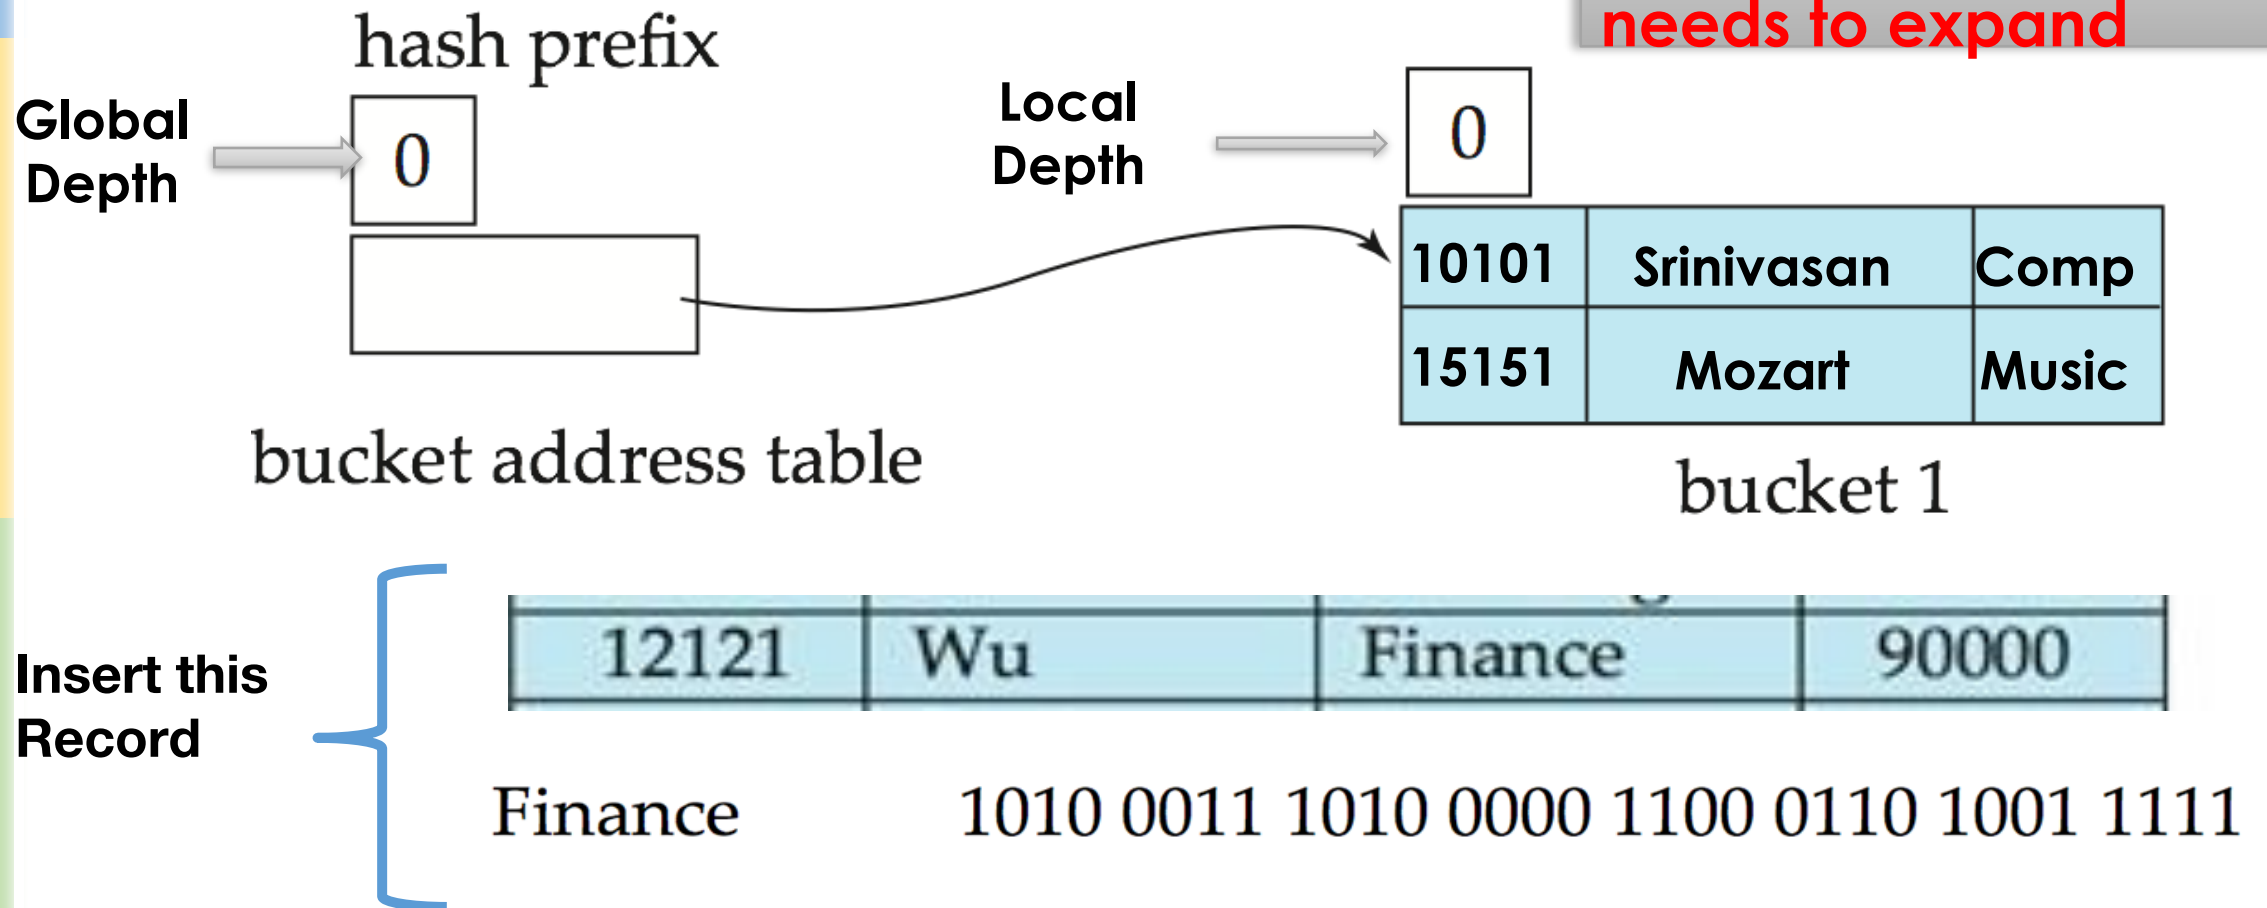 needs to expand
hash prefix
Global
Depth
0
Local
Depth
0
10101 Srinivasan Comp
15151 Mozart Music
bucket address table
bucket 1
Insert this
Record
12121 Wu Finance 90000
Finance 1010 0011 1010 0000 1100 0110 1001 1111